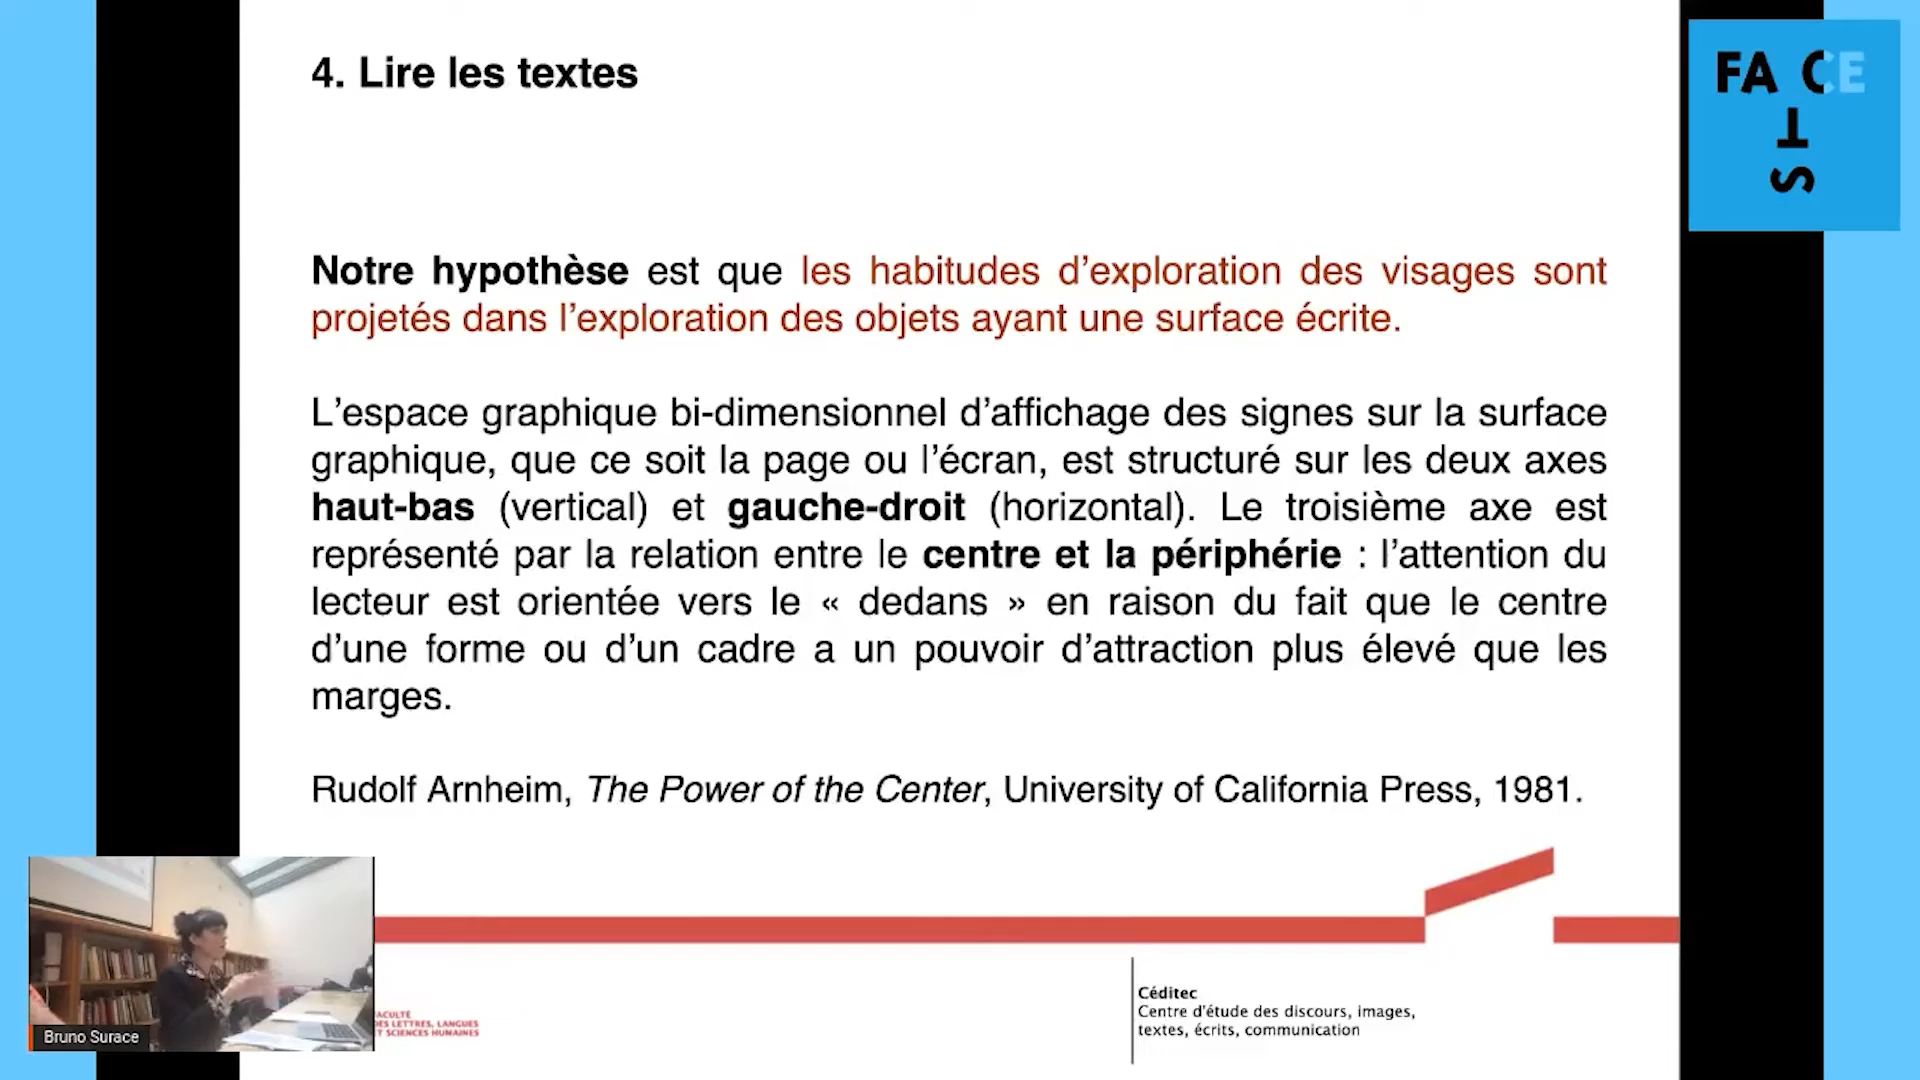 4. Lire les textes
FA CE
T
S
Notre hypothèse est que les habitudes d’exploration des visages sont
projetés dans l’exploration des objets ayant une surface écrite.
L’espace graphique bi-dimensionnel d’affichage des signes sur la surface
graphique, que ce soit la page ou l’écran, est structuré sur les deux axes
haut-bas (vertical) et gauche-droit (horizontal). Le troisième axe est
représenté par la relation entre le centre et la périphérie : l’attention du
lecteur est orientée vers le « dedans » en raison du fait que le centre
d’une forme ou d’un cadre a un pouvoir d’attraction plus élevé que les
marges.
Rudolf Arnheim, The Power of the Center, University of California Press, 1981.
Bruno Surace
ACULTÉ
DES LETTRES, LANGUES
T SCIENCES HUMAINES
Céditec
Centre d'étude des discours, images,
textes, écrits, communication